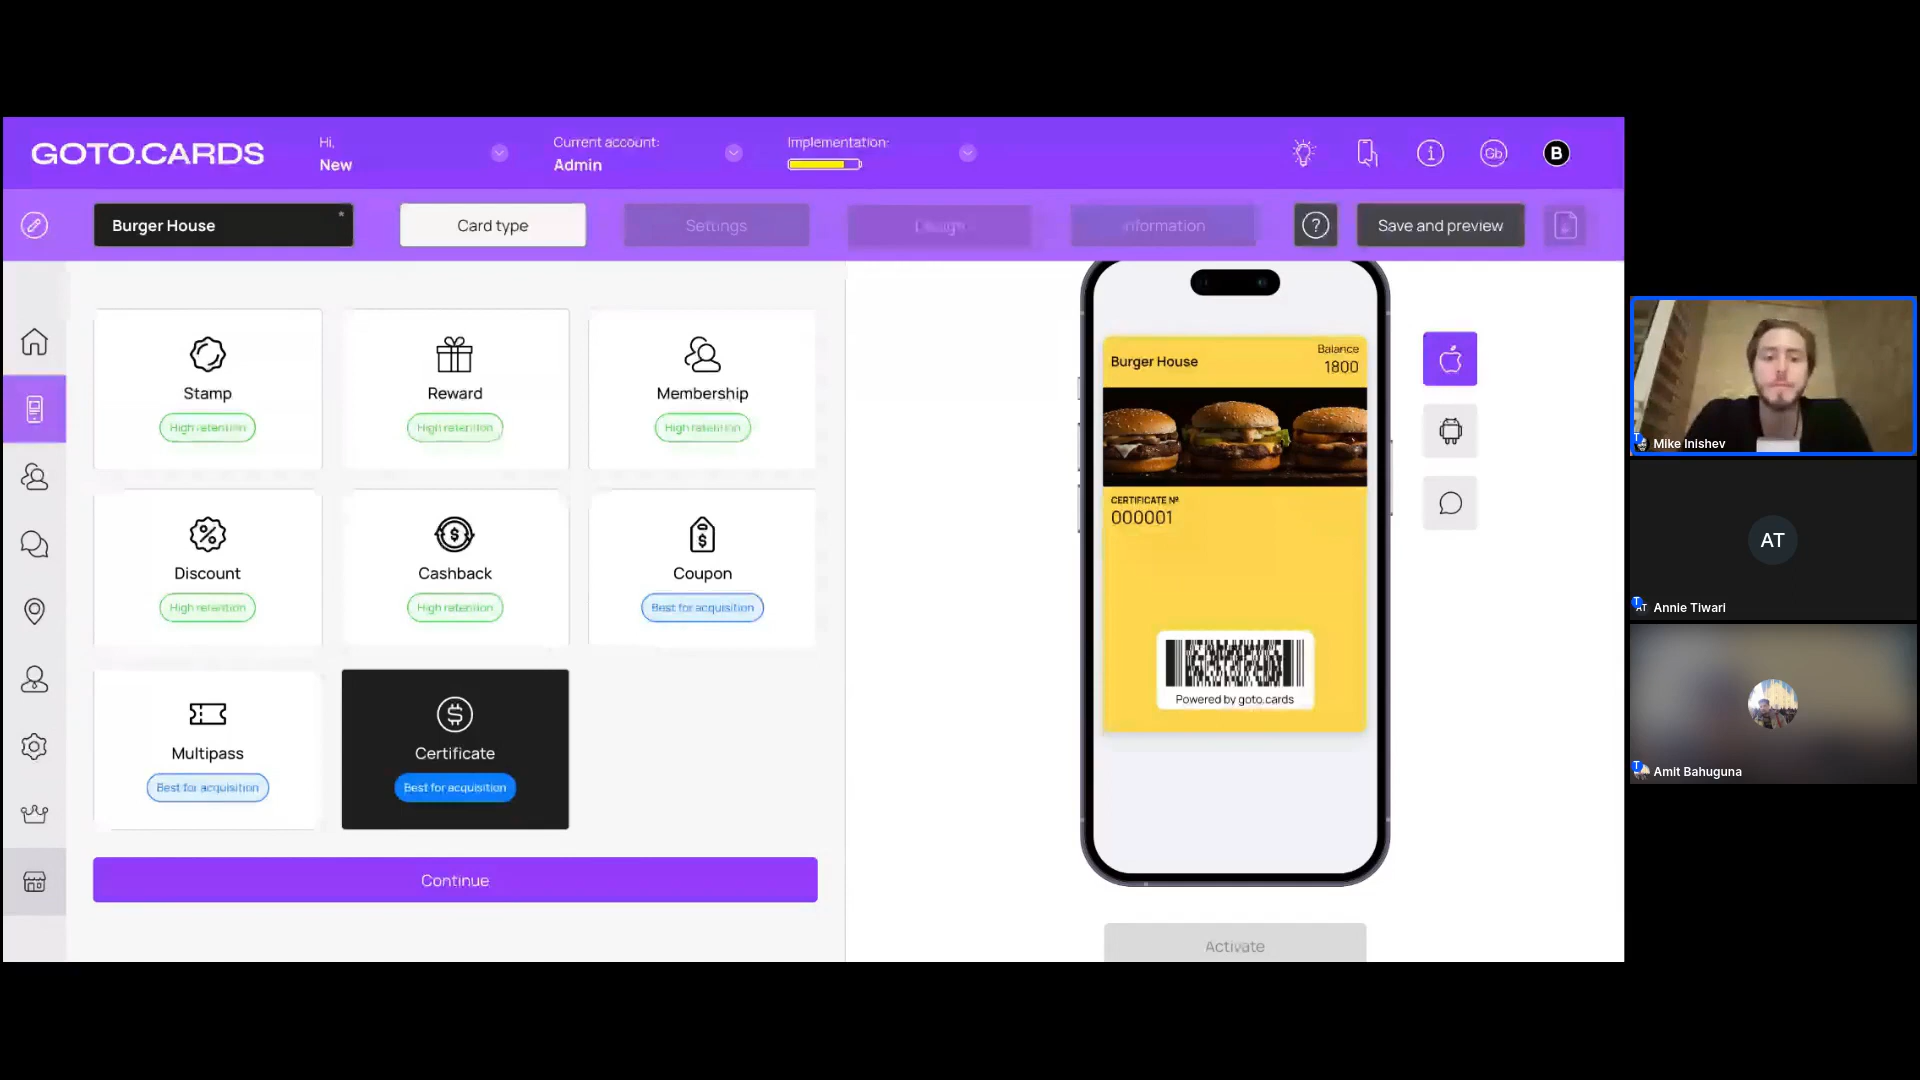 GOTO.CARDS
Hi,
New
Current account:
Admin
Implementation:
Gb
B
Burger House *
Card type
Settings
Design
Information
?
Save and preview
Stamp
High retention
Reward
High retention
Membership
High retention
Discount
High retention
Cashback
High retention
Coupon
Best for acquisition
Multipass
Best for acquisition
Certificate
Best for acquisition
Continue
Burger House
Balance
1800
CERTIFICATE №
000001
Powered by goto.cards
Activate
Mike Inishev
AT
Annie Tiwari
Amit Bahuguna